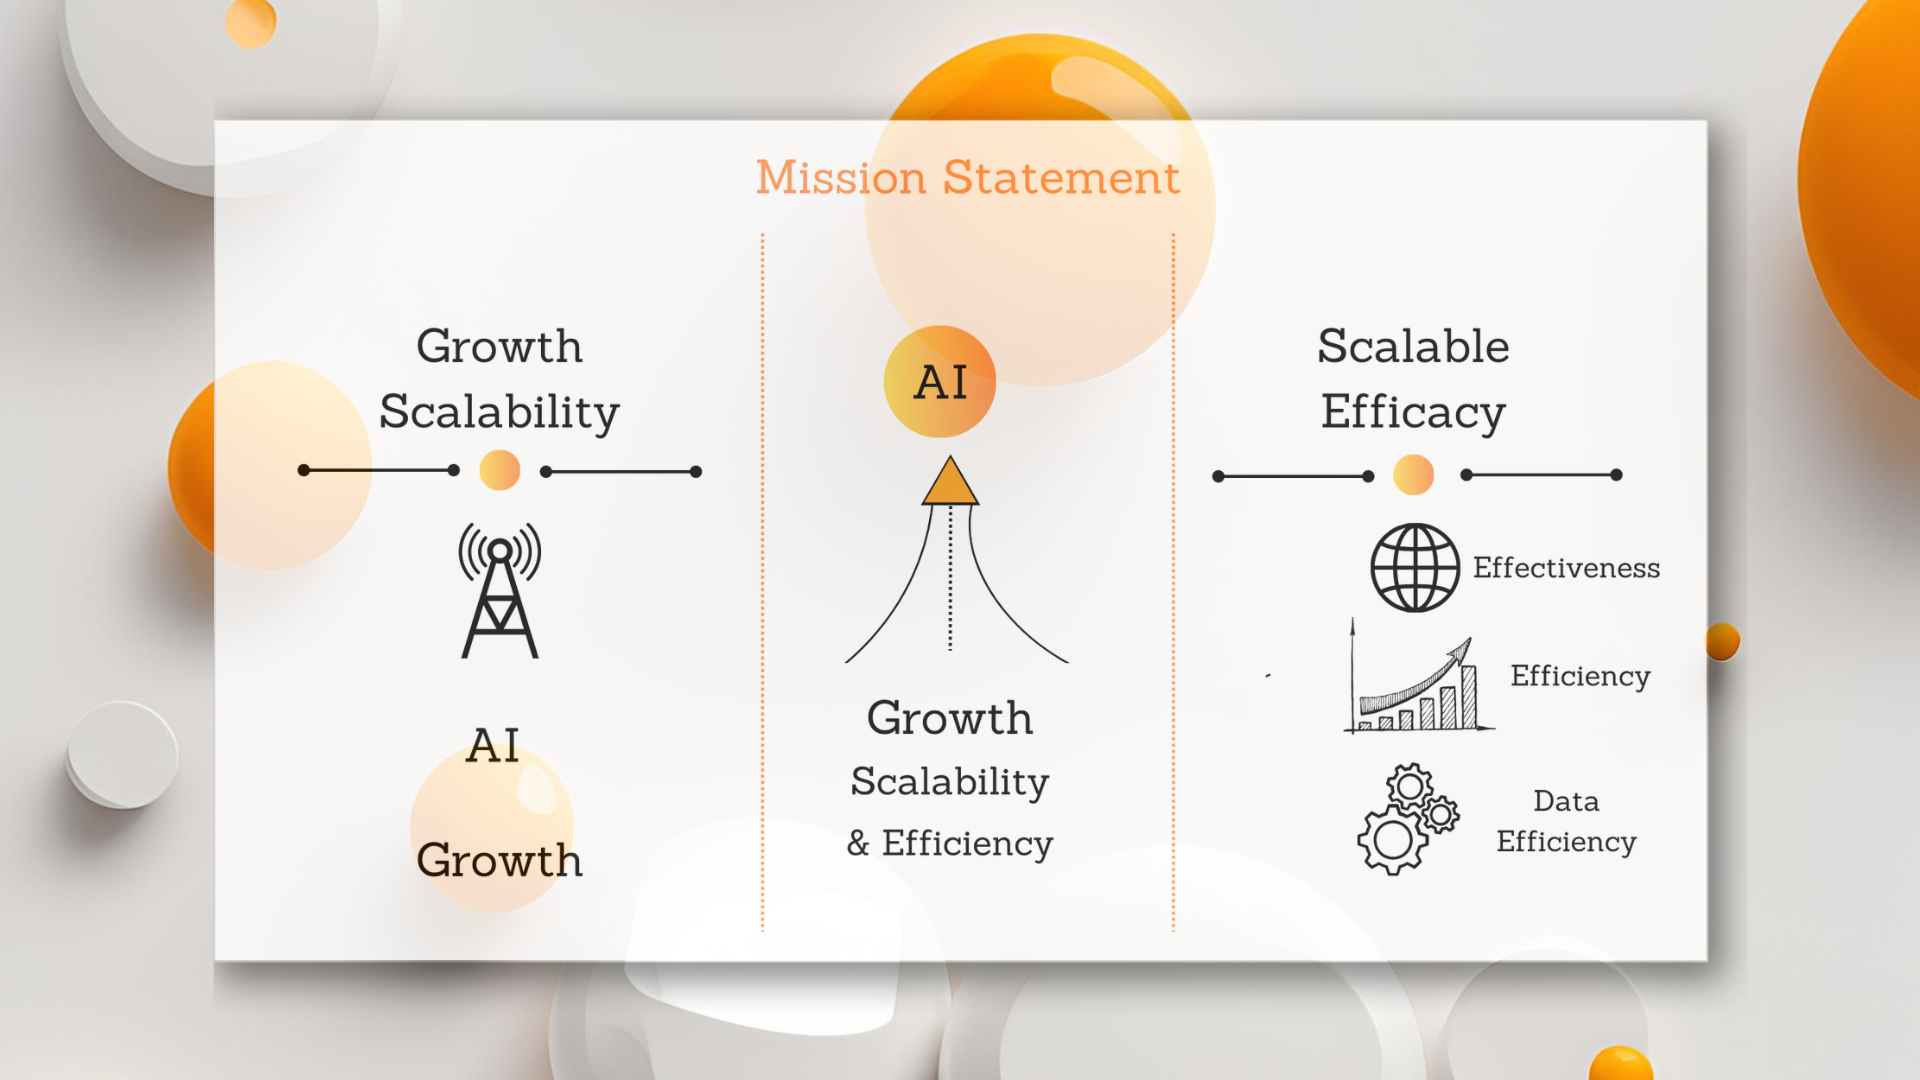 Mission Statement
Growth
Scalability
AI
Growth
AI
Growth
Scalability
& Efficiency
Scalable
Efficacy
Effectiveness
Efficiency
Data
Efficiency